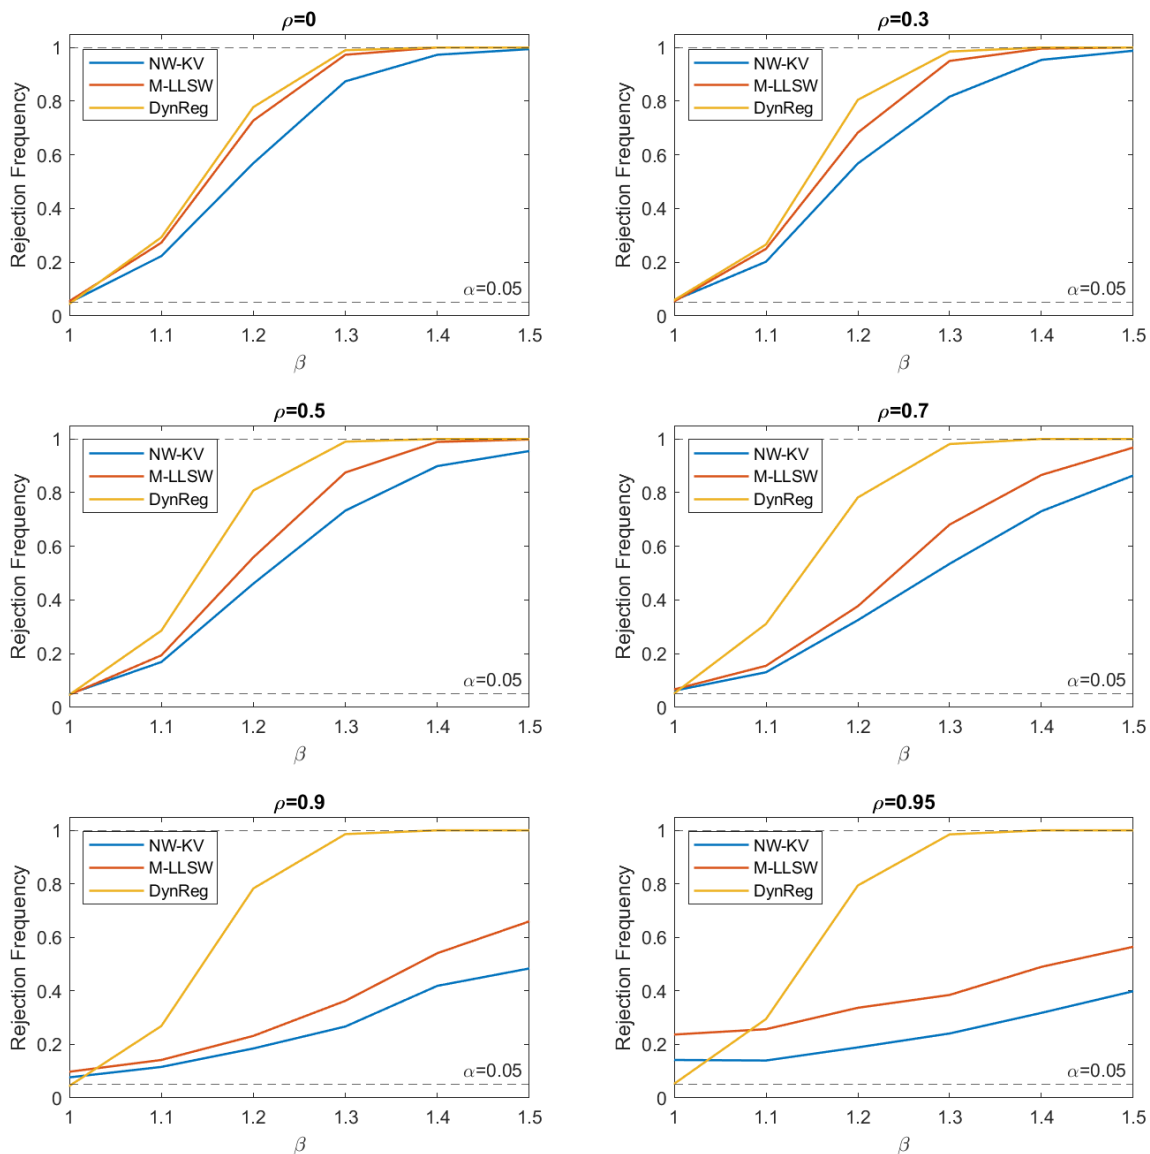 ρ=0
Rejection Frequency
1
0.8
0.6
0.4
0.2
0
NW-KV
M-LLSW
DynReg
α=0.05
1 1.1 1.2 1.3 1.4 1.5
β
ρ=0.3
Rejection Frequency
1
0.8
0.6
0.4
0.2
0
NW-KV
M-LLSW
DynReg
α=0.05
1 1.1 1.2 1.3 1.4 1.5
β
ρ=0.5
Rejection Frequency
1
0.8
0.6
0.4
0.2
0
NW-KV
M-LLSW
DynReg
α=0.05
1 1.1 1.2 1.3 1.4 1.5
β
ρ=0.7
Rejection Frequency
1
0.8
0.6
0.4
0.2
0
NW-KV
M-LLSW
DynReg
α=0.05
1 1.1 1.2 1.3 1.4 1.5
β
ρ=0.9
Rejection Frequency
1
0.8
0.6
0.4
0.2
0
NW-KV
M-LLSW
DynReg
α=0.05
1 1.1 1.2 1.3 1.4 1.5
β
ρ=0.95
Rejection Frequency
1
0.8
0.6
0.4
0.2
0
NW-KV
M-LLSW
DynReg
α=0.05
1 1.1 1.2 1.3 1.4 1.5
β